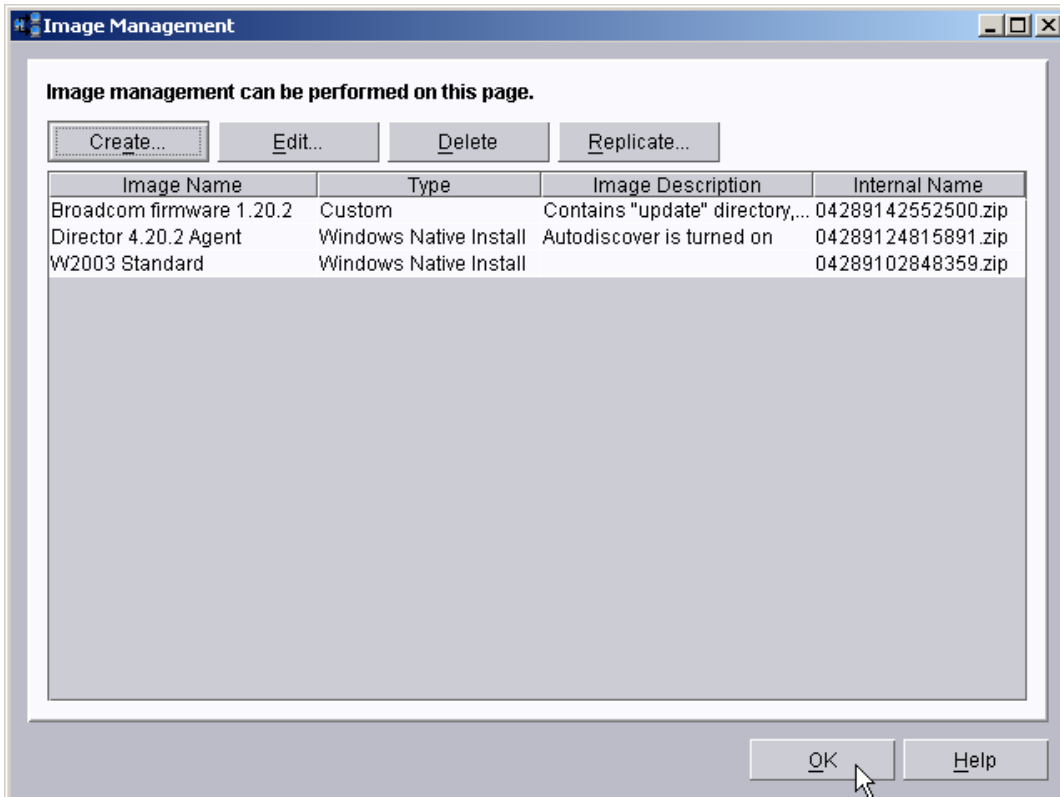 Image Management
Image management can be performed on this page.
Create... Edit... Delete Replicate...
Image Name Type Image Description Internal Name
Broadcom firmware 1.20.2 Custom Contains "update" directory,... 04289142552500.zip
Director 4.20.2 Agent Windows Native Install Autodiscover is turned on 04289124815891.zip
W2003 Standard Windows Native Install 04289102848359.zip
OK Help